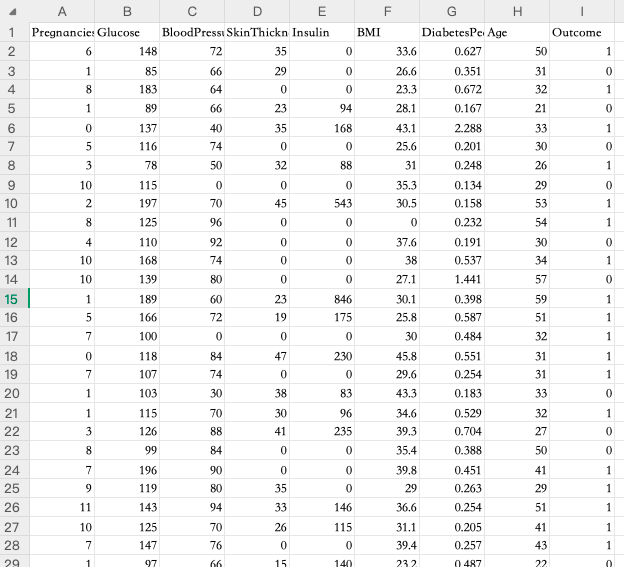 A B C D E F G H I
1 Pregnancies Glucose BloodPressu SkinThickn Insulin BMI DiabetesPe Age Outcome
2 6 148 72 35 0 33.6 0.627 50 1
3 1 85 66 29 0 26.6 0.351 31 0
4 8 183 64 0 0 23.3 0.672 32 1
5 1 89 66 23 94 28.1 0.167 21 0
6 0 137 40 35 168 43.1 2.288 33 1
7 5 116 74 0 0 25.6 0.201 30 0
8 3 78 50 32 88 31 0.248 26 1
9 10 115 0 0 0 35.3 0.134 29 0
10 2 197 70 45 543 30.5 0.158 53 1
11 8 125 96 0 0 0 0.232 54 1
12 4 110 92 0 0 37.6 0.191 30 0
13 10 168 74 0 0 38 0.537 34 1
14 10 139 80 0 0 27.1 1.441 57 0
15 1 189 60 23 846 30.1 0.398 59 1
16 5 166 72 19 175 25.8 0.587 51 1
17 7 100 0 0 0 30 0.484 32 1
18 0 118 84 47 230 45.8 0.551 31 1
19 7 107 74 0 0 29.6 0.254 31 1
20 1 103 30 38 83 43.3 0.183 33 0
21 1 115 70 30 96 34.6 0.529 32 1
22 3 126 88 41 235 39.3 0.704 27 0
23 8 99 84 0 0 35.4 0.388 50 0
24 7 196 90 0 0 39.8 0.451 41 1
25 9 119 80 35 0 29 0.263 29 1
26 11 143 94 33 146 36.6 0.254 51 1
27 10 125 70 26 115 31.1 0.205 41 1
28 7 147 76 0 0 39.4 0.257 43 1
29 1 97 66 15 140 23.2 0.487 22 0